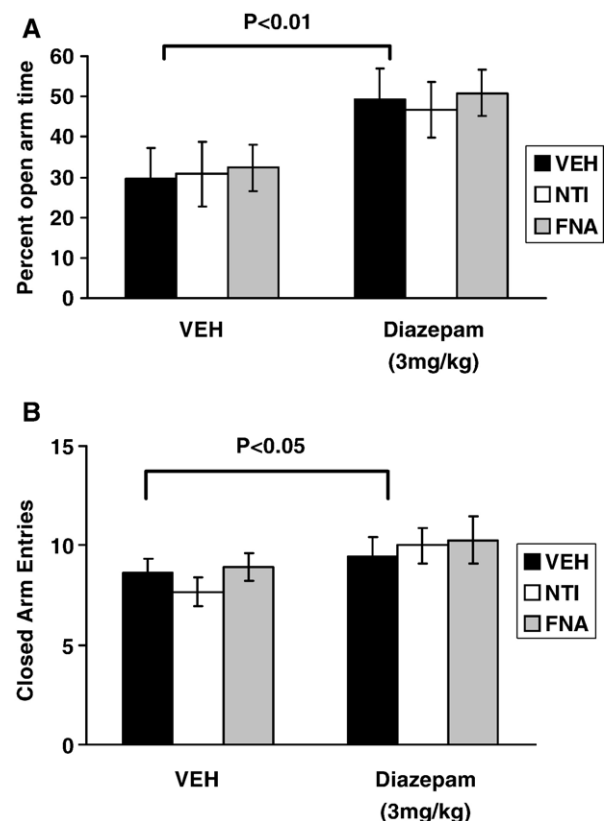 A
P<0.01
Percent open arm time
60
50
40
30
20
10
0
VEH
NTI
FNA
VEH
Diazepam
(3mg/kg)
B
P<0.05
Closed Arm Entries
15
10
5
0
VEH
NTI
FNA
VEH
Diazepam
(3mg/kg)